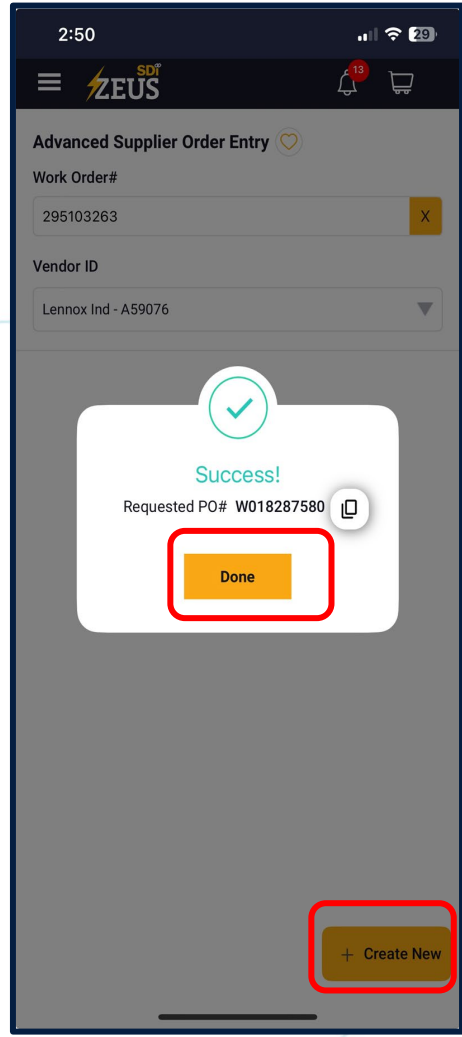 2:50
29
SDI®
ZEUS
13
Advanced Supplier Order Entry
Work Order#
295103263
X
Vendor ID
Lennox Ind - A59076
Success!
Requested PO# W018287580
Done
+ Create New